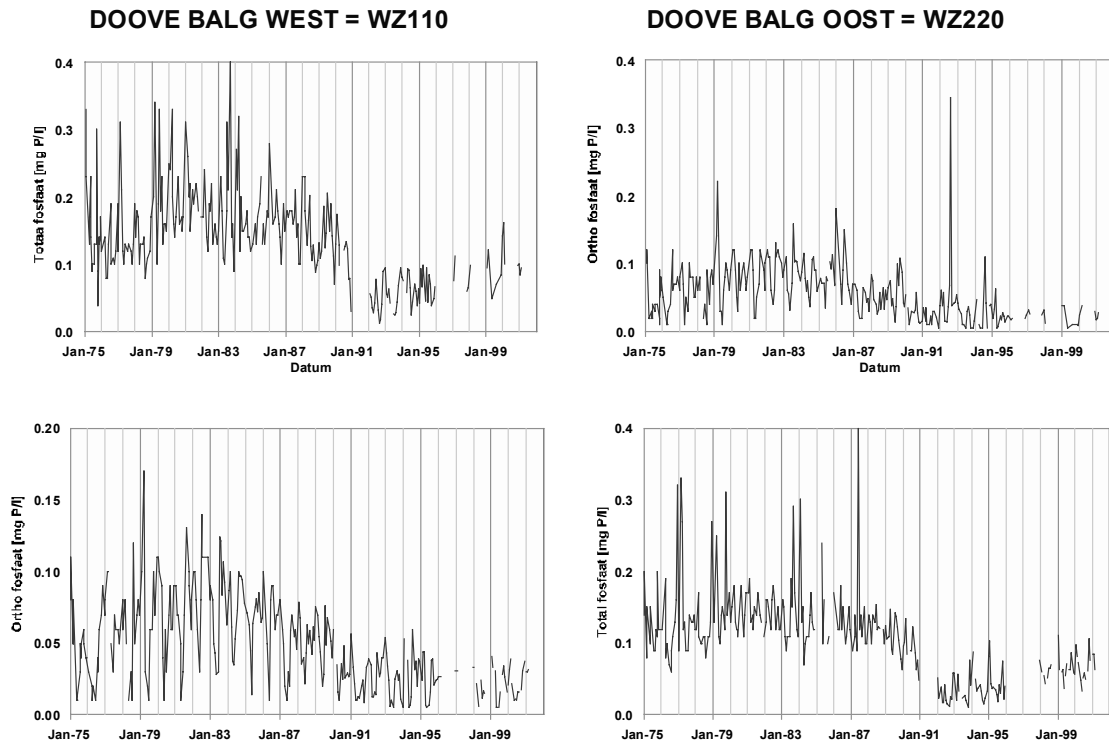 DOOVE BALG WEST = WZ110
DOOVE BALG OOST = WZ220
Totaa fosfaat [mg P/l]
0.4
0.3
0.2
0.1
0.0
Jan-75 Jan-79 Jan-83 Jan-87 Jan-91 Jan-95 Jan-99
Datum
Ortho fosfaat [mg P/l]
0.4
0.3
0.2
0.1
0.0
Jan-75 Jan-79 Jan-83 Jan-87 Jan-91 Jan-95 Jan-99
Datum
Ortho fosfaat [mg P/l]
0.20
0.15
0.10
0.05
0.00
Jan-75 Jan-79 Jan-83 Jan-87 Jan-91 Jan-95 Jan-99
Total fosfaat [mg P/l]
0.4
0.3
0.2
0.1
0.0
Jan-75 Jan-79 Jan-83 Jan-87 Jan-91 Jan-95 Jan-99